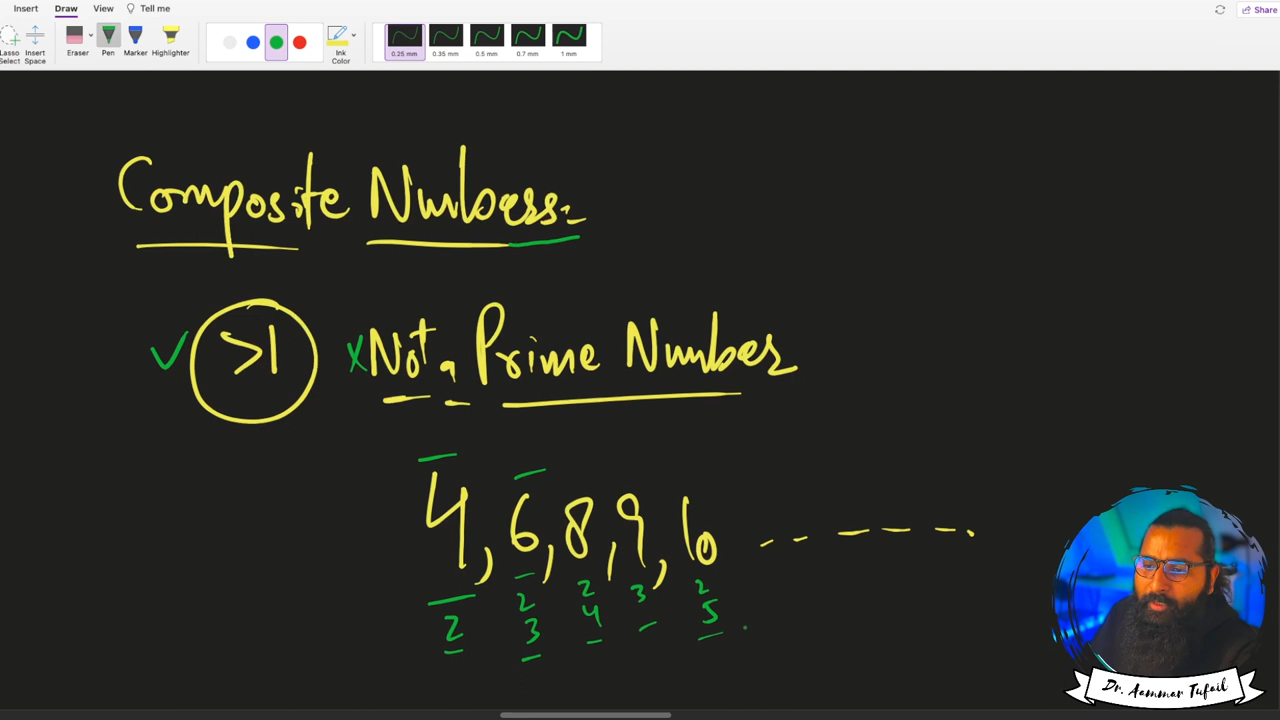 Insert Draw View Tell me Share
Lasso Select Insert Space Eraser Pen Marker Highlighter Ink Color 0.25 mm 0.35 mm 0.5 mm 0.7 mm 1 mm
Composite Numbers:-
✓ >1 x Not a Prime Number
4, 6, 8, 9, 10 ------.
2 2 2 3 2
3 4 5
Dr. Aammar Tufail